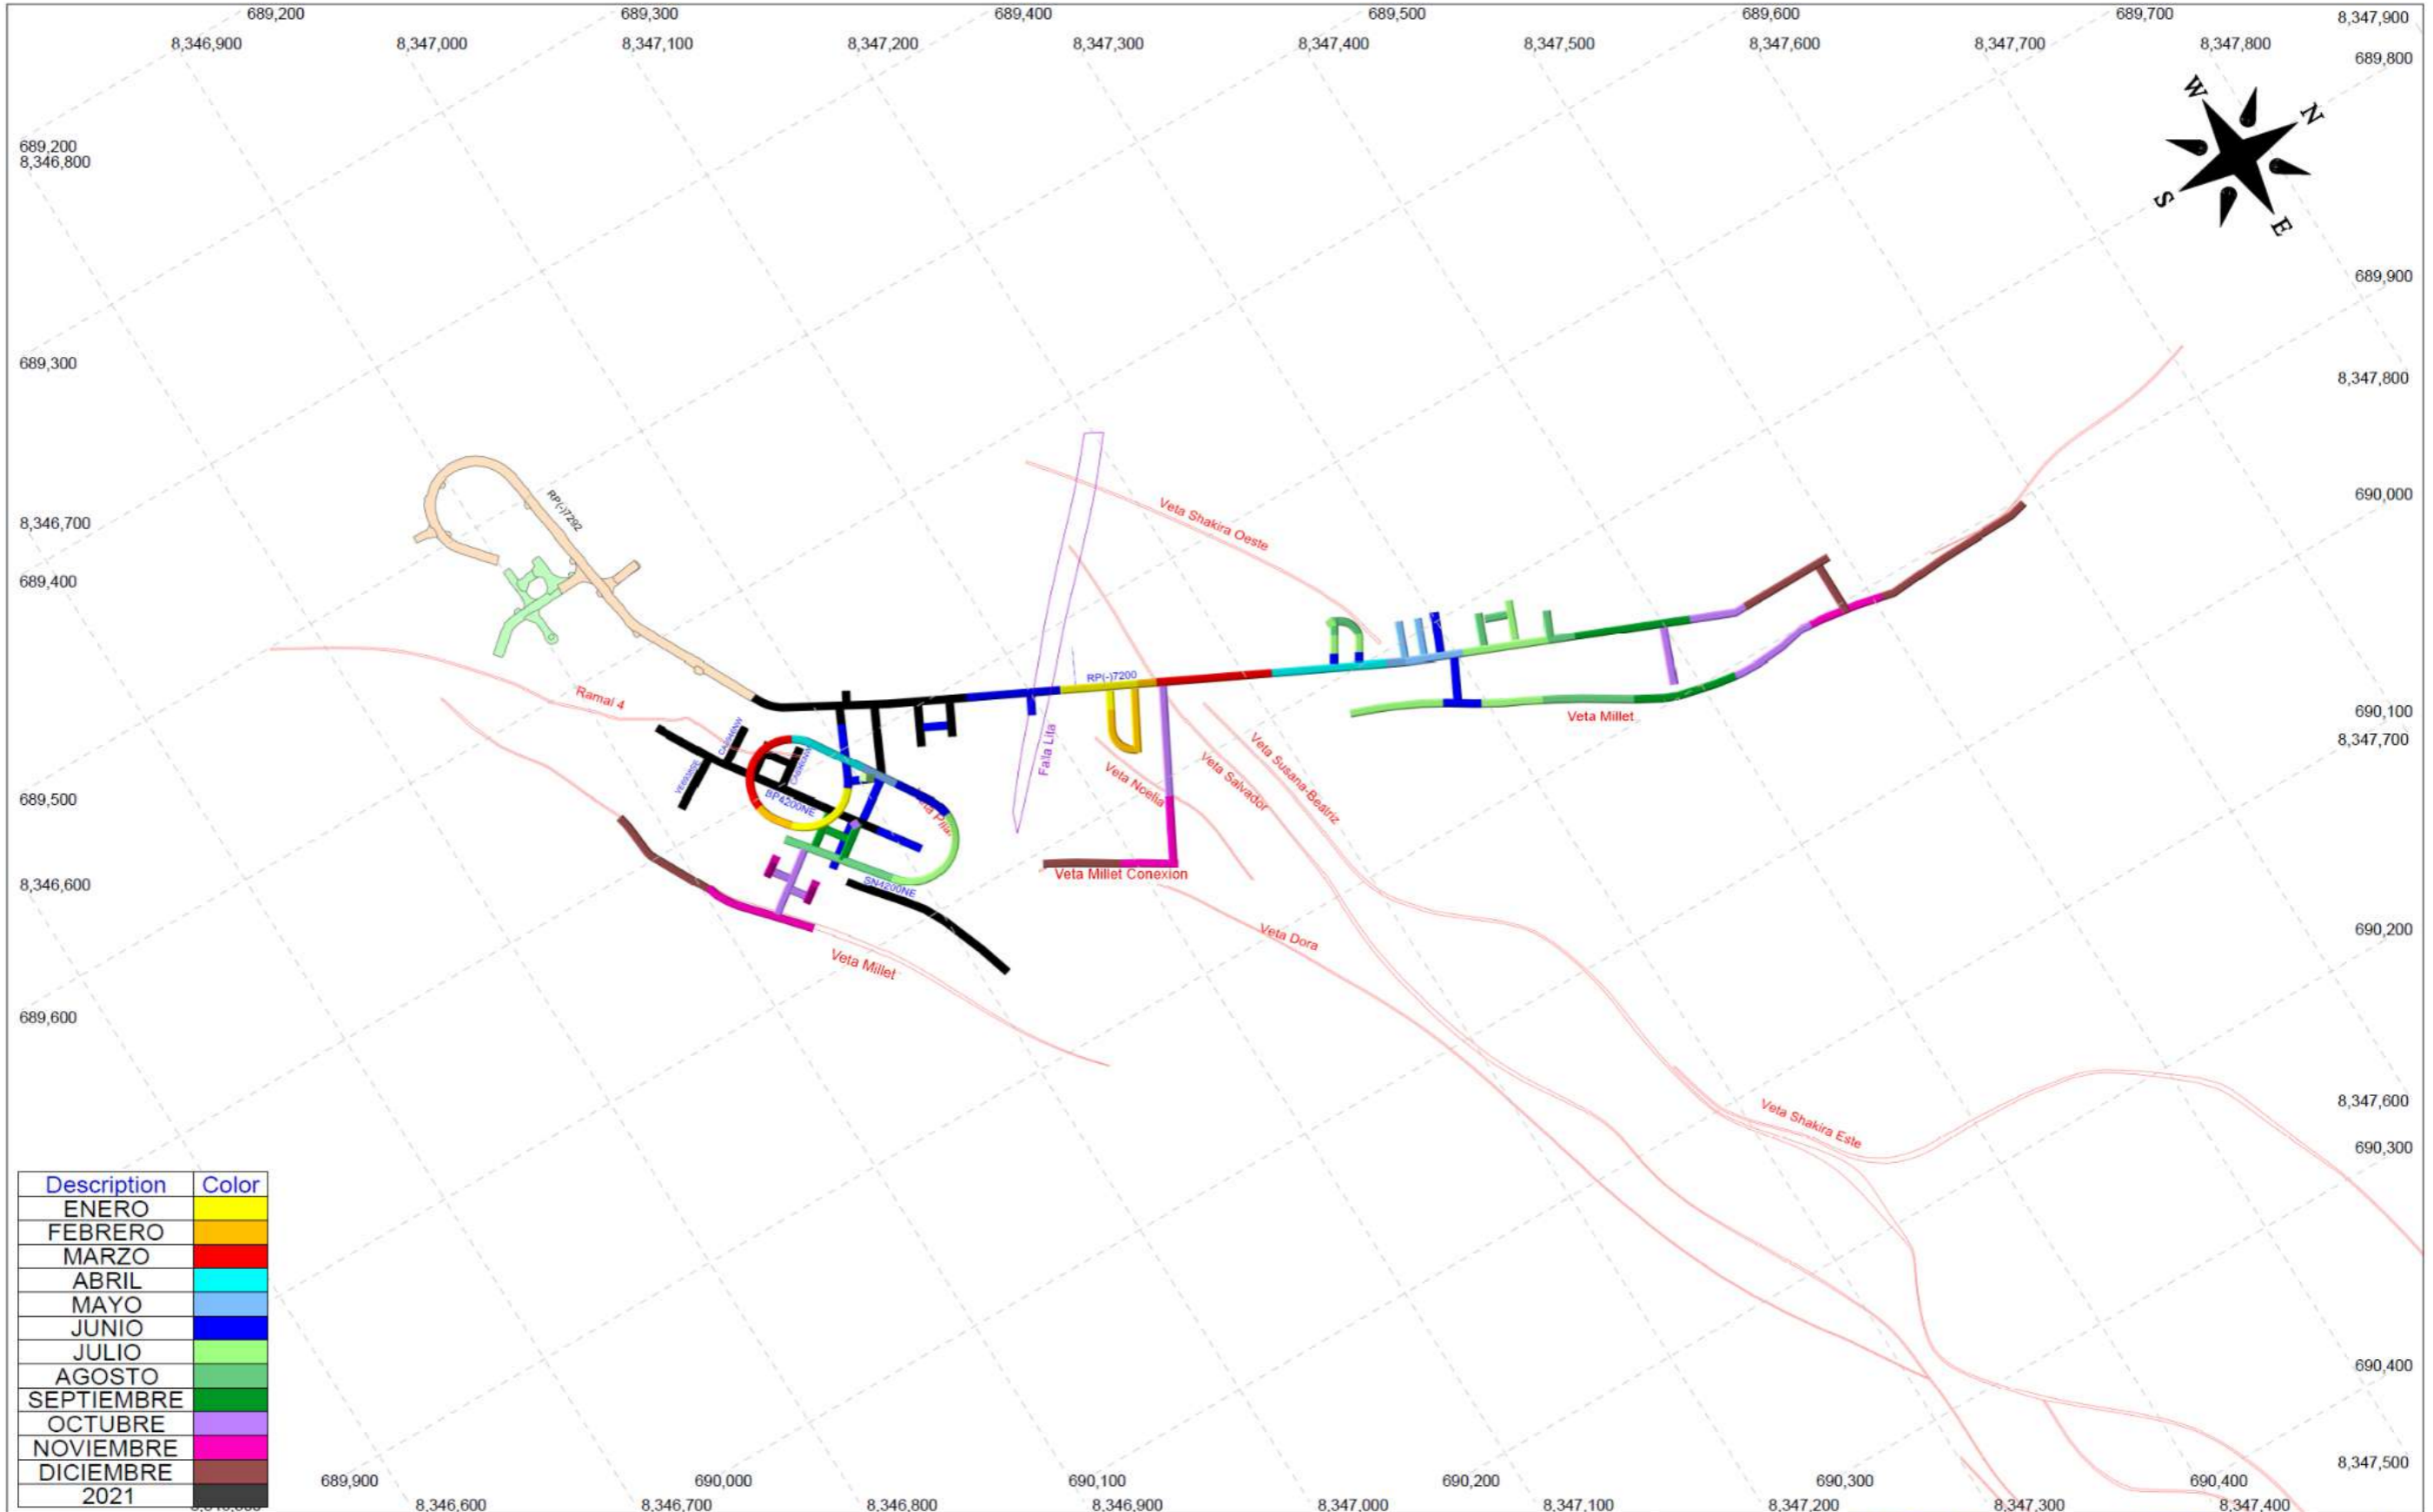 689,200
689,300
689,400
689,500
689,600
689,700
8,347,900
8,346,900
8,347,000
8,347,100
8,347,200
8,347,300
8,347,400
8,347,500
8,347,600
8,347,700
8,347,800
689,800
W
N
S
E
689,200
8,346,800
689,900
689,300
8,347,800
RP(-)7292
690,000
Veta Shakira Oeste
8,346,700
689,400
RP(-)7200
Ramal 4
690,100
Veta Millet
8,347,700
Falla Lita
Veta Noelia
Veta Salvador
Veta Susana-Beatriz
689,500
BP4200NE
8,346,600
SN4200NE
Veta Millet Conexion
690,200
Veta Dora
Veta Millet
689,600
8,347,600
Veta Shakira Este
690,300
Description
Color
ENERO
FEBRERO
MARZO
ABRIL
MAYO
JUNIO
JULIO
AGOSTO
SEPTIEMBRE
OCTUBRE
NOVIEMBRE
DICIEMBRE
2021
690,400
8,347,500
689,900
690,000
690,100
690,200
690,300
690,400
8,346,600
8,346,700
8,346,800
8,346,900
8,347,000
8,347,100
8,347,200
8,347,300
8,347,400